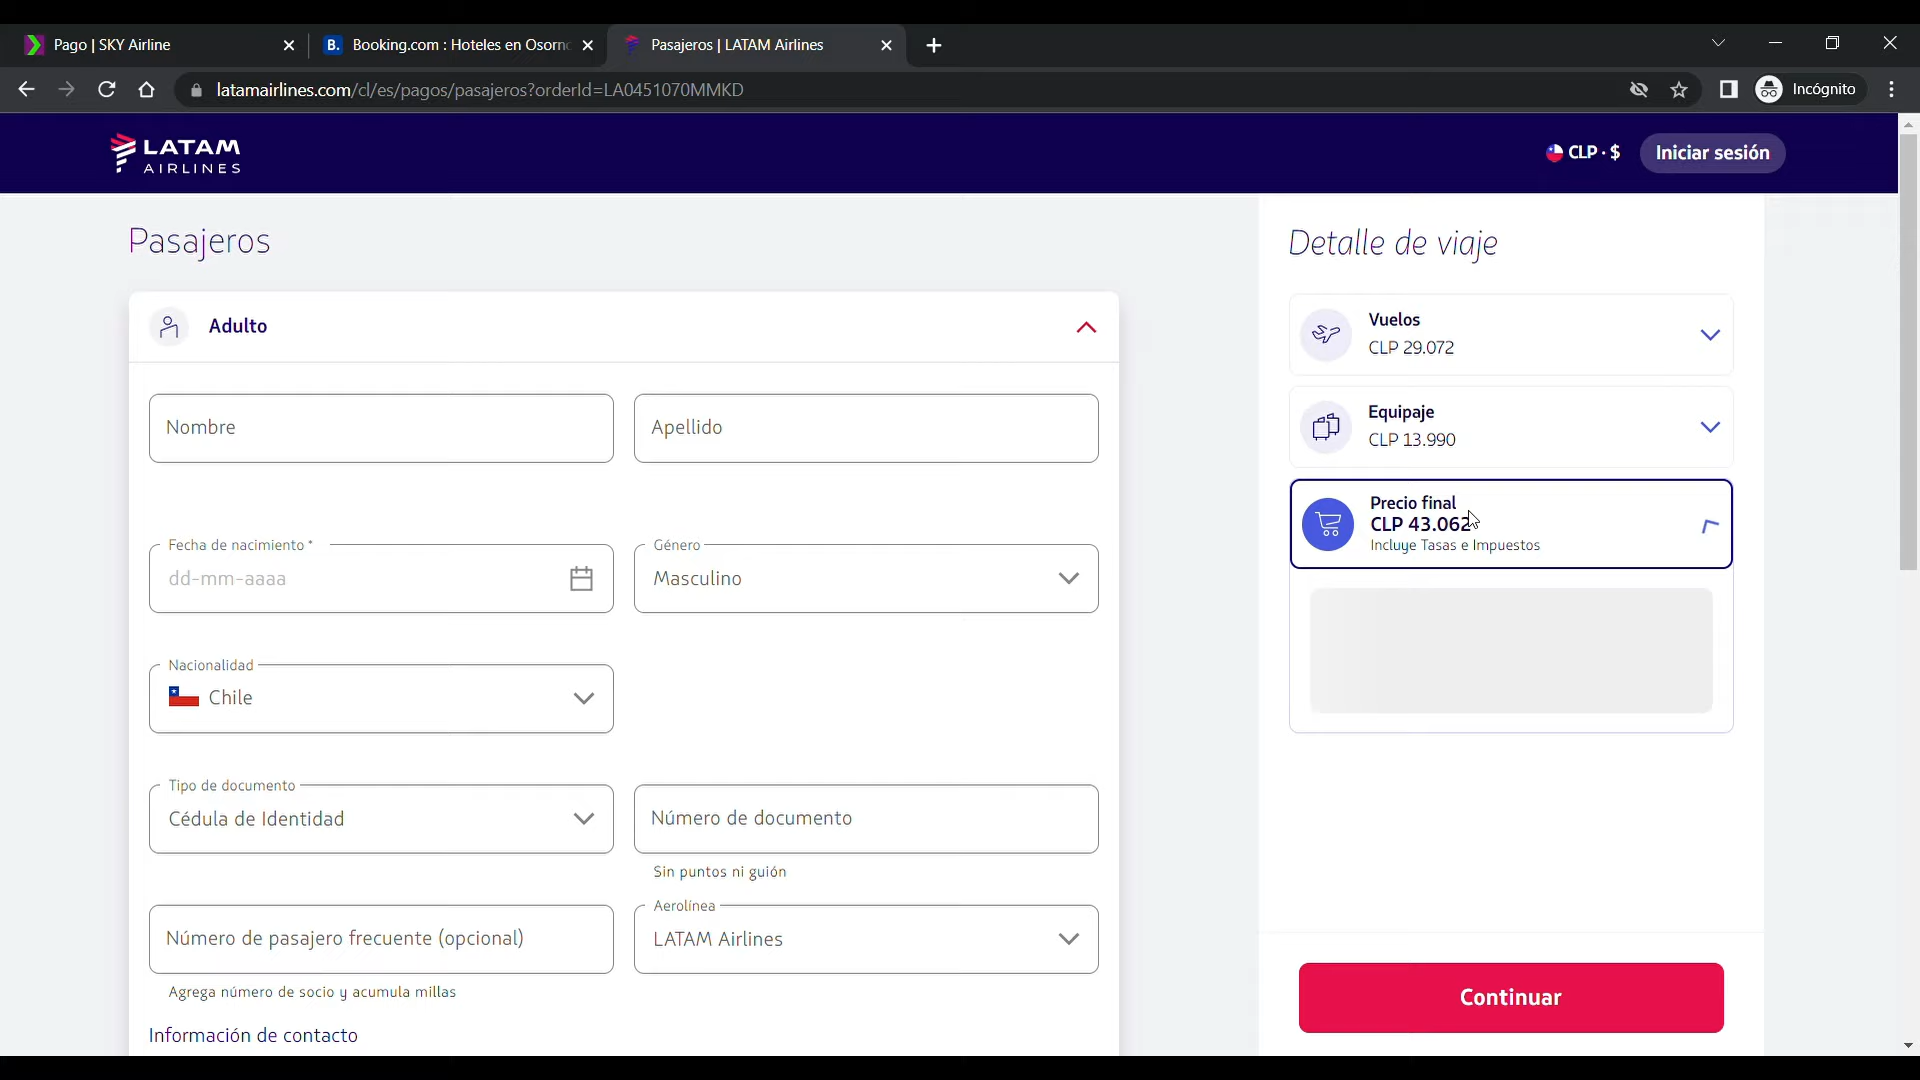 Pago | SKY Airline
B. Booking.com : Hoteles en Osorno
Pasajeros | LATAM Airlines
latamairlines.com/cl/es/pagos/pasajeros?orderId=LA0451070MMKD
Incógnito
LATAM
AIRLINES
CLP · $
Iniciar sesión
Pasajeros
Adulto
Nombre
Apellido
Fecha de nacimiento *
dd-mm-aaaa
Género
Masculino
Nacionalidad
Chile
Tipo de documento
Cédula de Identidad
Número de documento
Sin puntos ni guión
Número de pasajero frecuente (opcional)
Aerolínea
LATAM Airlines
Agrega número de socio y acumula millas
Información de contacto
Detalle de viaje
Vuelos
CLP 29.072
Equipaje
CLP 13.990
Precio final
CLP 43.062
Incluye Tasas e Impuestos
Continuar